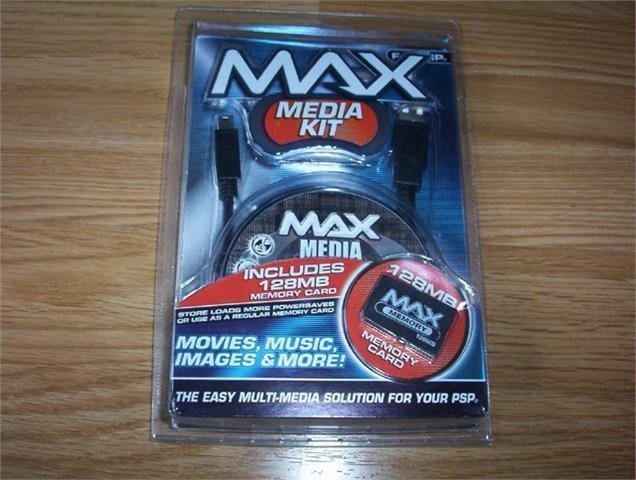 MAX
MEDIA
KIT
MAX
MEDIA
INCLUDES
128MB
MEMORY CARD
STORE LOADS MORE POWERSAVES
OR USE AS A REGULAR MEMORY CARD
MOVIES, MUSIC,
IMAGES & MORE!
128MB
MAX
MEMORY
128MB
MEMORY
CARD
THE EASY MULTI-MEDIA SOLUTION FOR YOUR PSP®